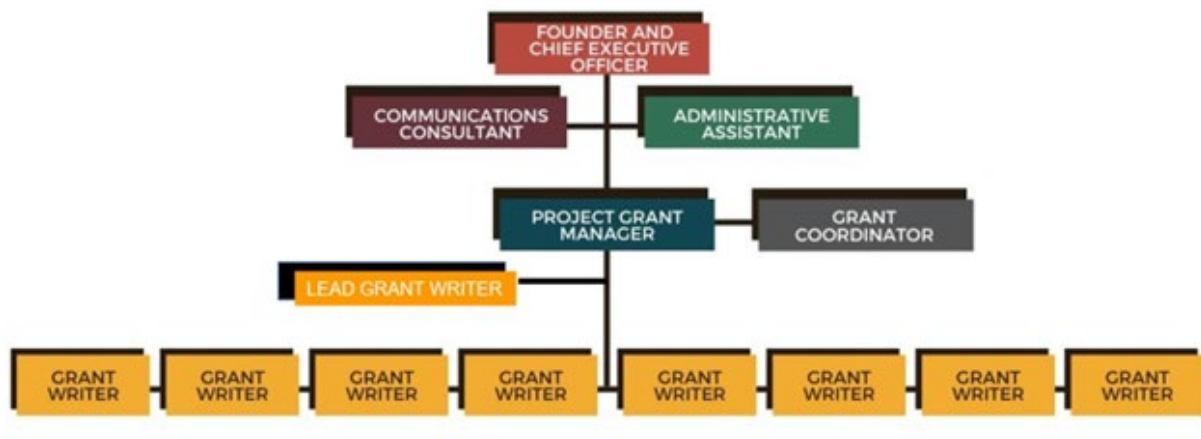 FOUNDER AND
CHIEF EXECUTIVE
OFFICER
COMMUNICATIONS
CONSULTANT
ADMINISTRATIVE
ASSISTANT
PROJECT GRANT
MANAGER
GRANT
COORDINATOR
LEAD GRANT WRITER
GRANT
WRITER
GRANT
WRITER
GRANT
WRITER
GRANT
WRITER
GRANT
WRITER
GRANT
WRITER
GRANT
WRITER
GRANT
WRITER